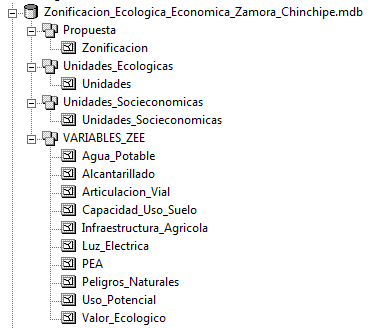 Zonificacion_Ecologica_Economica_Zamora_Chinchipe.mdb
Propuesta
Zonificacion
Unidades_Ecologicas
Unidades
Unidades_Socieconomicas
Unidades_Socieconomicas
VARIABLES_ZEE
Agua_Potable
Alcantarillado
Articulacion_Vial
Capacidad_Uso_Suelo
Infraestructura_Agricola
Luz_Electrica
PEA
Peligros_Naturales
Uso_Potencial
Valor_Ecologico